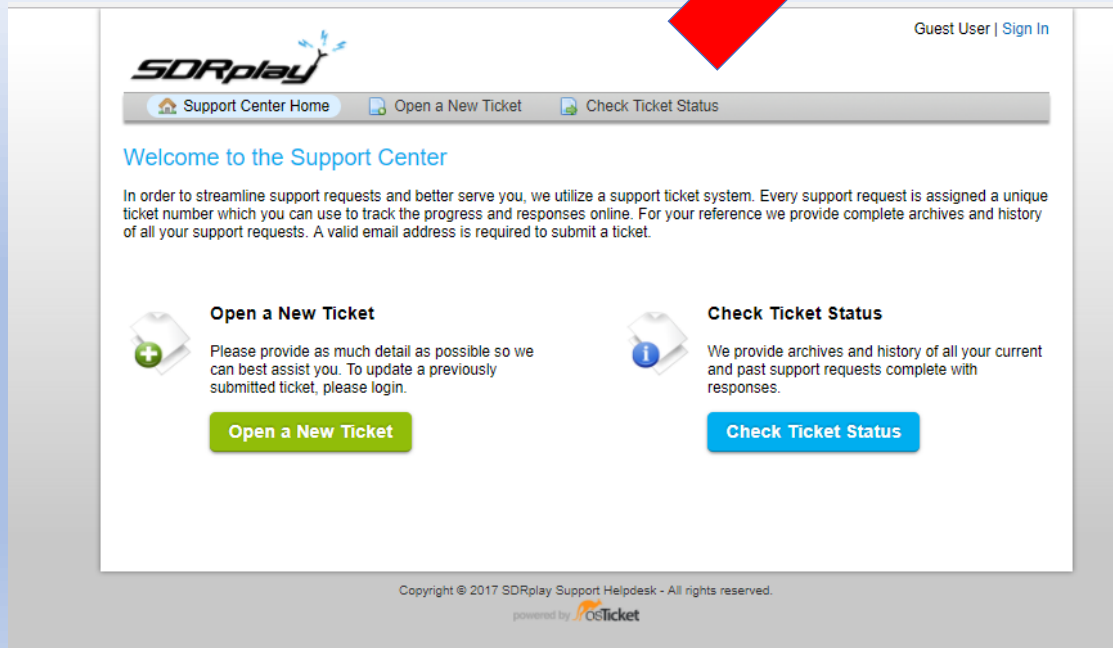 Guest User | Sign In
SDRplay
Support Center Home Open a New Ticket Check Ticket Status
Welcome to the Support Center
In order to streamline support requests and better serve you, we utilize a support ticket system. Every support request is assigned a unique
ticket number which you can use to track the progress and responses online. For your reference we provide complete archives and history
of all your support requests. A valid email address is required to submit a ticket.
Open a New Ticket
Please provide as much detail as possible so we
can best assist you. To update a previously
submitted ticket, please login.
Open a New Ticket
Check Ticket Status
We provide archives and history of all your current
and past support requests complete with
responses.
Check Ticket Status
Copyright © 2017 SDRplay Support Helpdesk - All rights reserved.
powered by osTicket